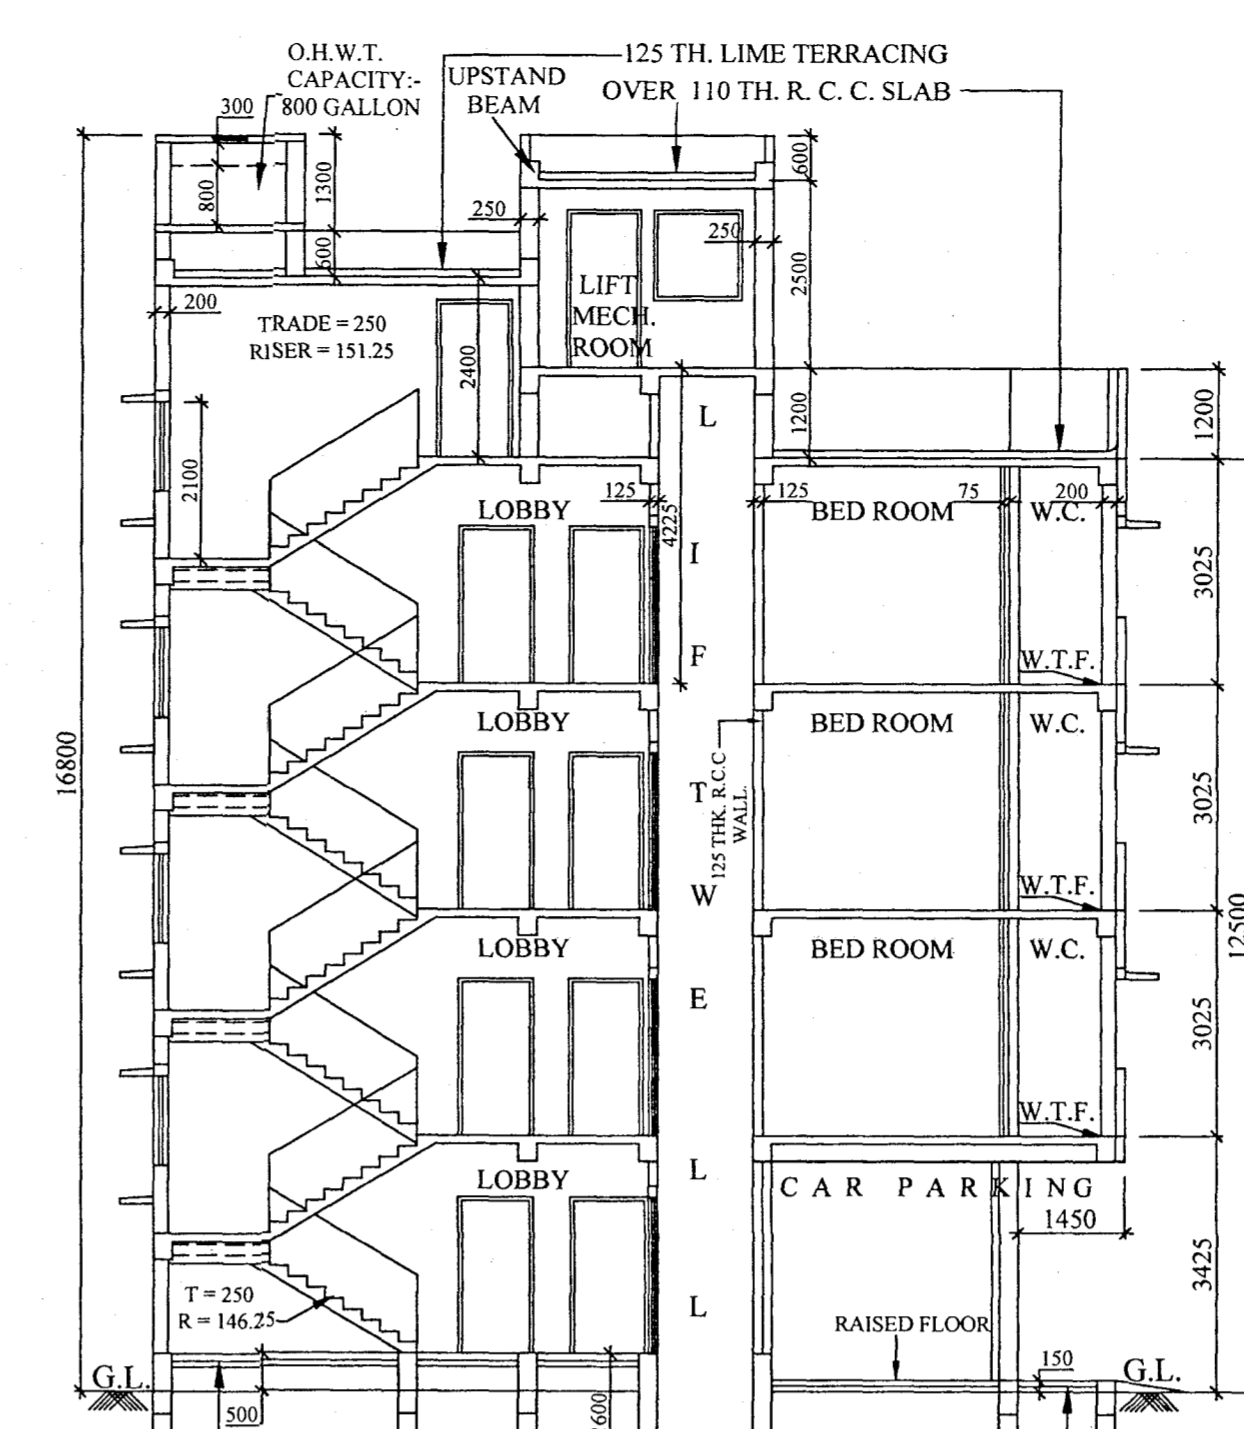 O.H.W.T.
CAPACITY:-
800 GALLON
UPSTAND
BEAM
125 TH. LIME TERRACING
OVER 110 TH. R. C. C. SLAB
300
800
1300
600
250
250
600
2500
1200
1200
LIFT
MECH.
ROOM
200
TRADE = 250
RISER = 151.25
2400
2100
L
I
F
T
W
E
L
L
LOBBY
125
4225
125
BED ROOM
75
200
W.C.
3025
W.T.F.
LOBBY
BED ROOM
W.C.
125 THK. R.C.C
WALL.
3025
W.T.F.
16800
12500
LOBBY
BED ROOM
W.C.
3025
W.T.F.
LOBBY
CAR PARKING
1450
3425
T = 250
R = 146.25
RAISED FLOOR
150
G.L.
G.L.
500
600